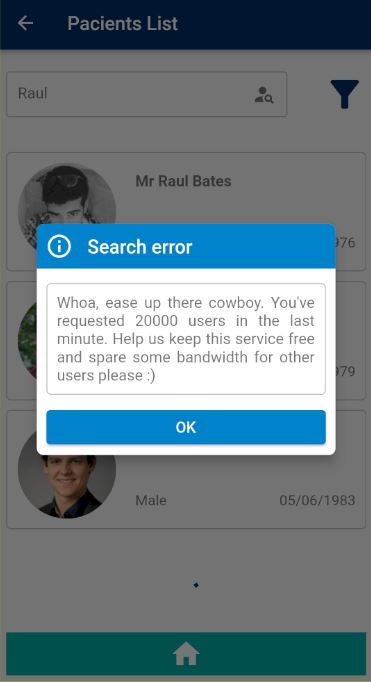 Pacients List
Raul
Mr Raul Bates
976
Search error
Whoa, ease up there cowboy. You've
requested 20000 users in the last
minute. Help us keep this service free
and spare some bandwidth for other
users please :)
979
OK
Male 05/06/1983